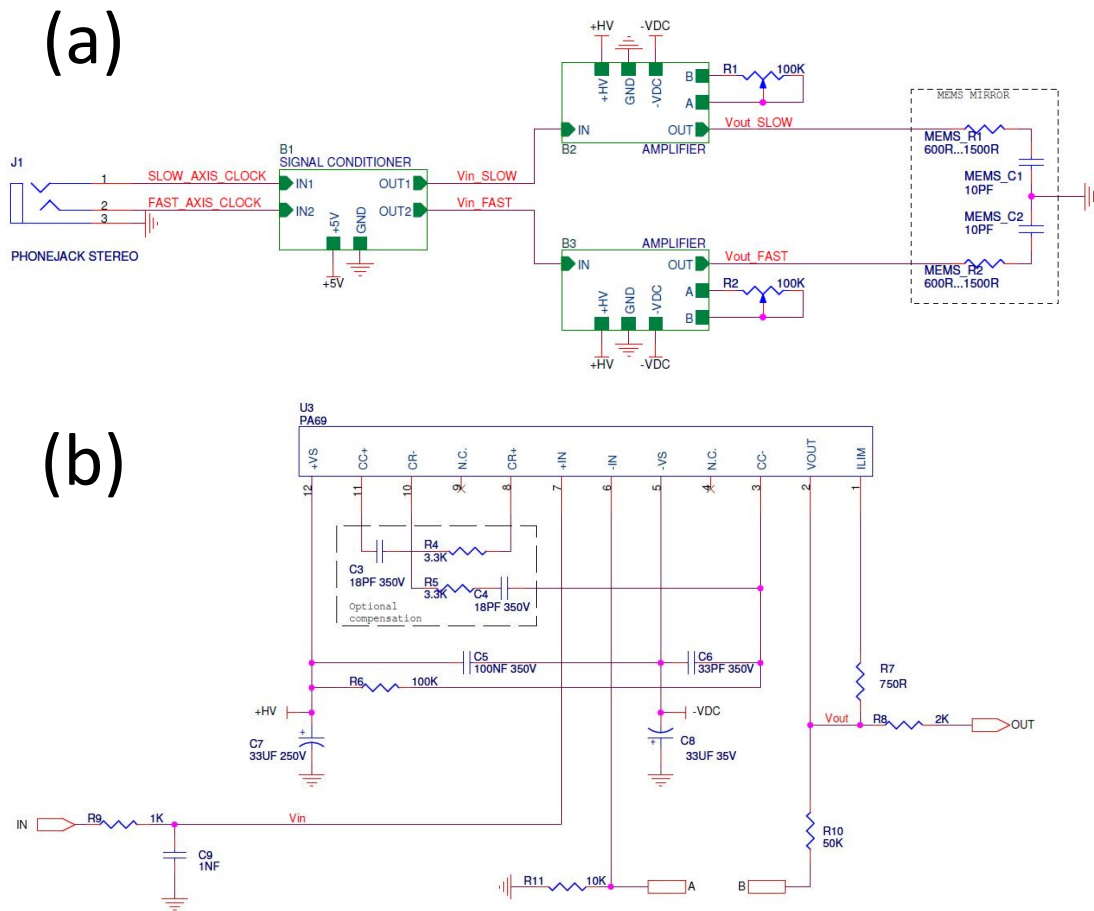 (a)
+HV
-VDC
+HV
GND
-VDC
B
A
IN
OUT
B2
AMPLIFIER
R1
100K
Vout_SLOW
MEMS MIRROR
MEMS_R1
600R...1500R
MEMS_C1
10PF
MEMS_C2
10PF
MEMS_R2
600R...1500R
J1
1
2
3
PHONEJACK STEREO
SLOW_AXIS_CLOCK
FAST_AXIS_CLOCK
B1
SIGNAL CONDITIONER
IN1
OUT1
IN2
OUT2
+5V
GND
+5V
Vin_SLOW
Vin_FAST
B3
AMPLIFIER
IN
OUT
A
B
+HV
GND
-VDC
+HV
-VDC
Vout_FAST
R2
100K
(b)
U3
PA69
+VS
CC+
CR-
N.C.
CR+
+IN
-IN
-VS
N.C.
CC-
VOUT
ILIM
12
11
10
9
8
7
6
5
4
3
2
1
R4
3.3K
C3
18PF 350V
R5
3.3K
C4
18PF 350V
Optional
compensation
C5
100NF 350V
C6
33PF 350V
R6
100K
R7
750R
+HV
-VDC
Vout
R8
2K
OUT
C7
33UF 250V
+
C8
33UF 35V
+
IN
R9
1K
Vin
C9
1NF
R10
50K
R11
10K
A
B